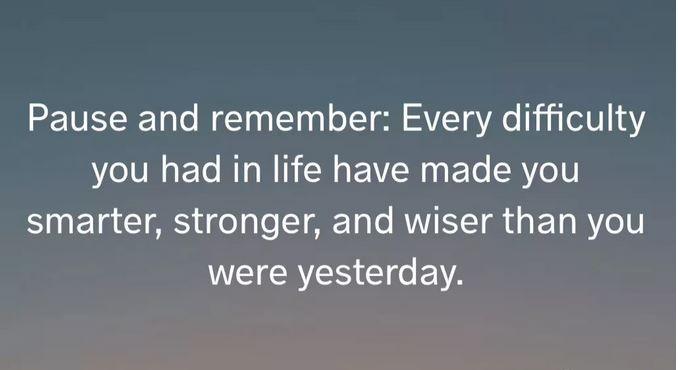 Pause and remember: Every difficulty
you had in life have made you
smarter, stronger, and wiser than you
were yesterday.